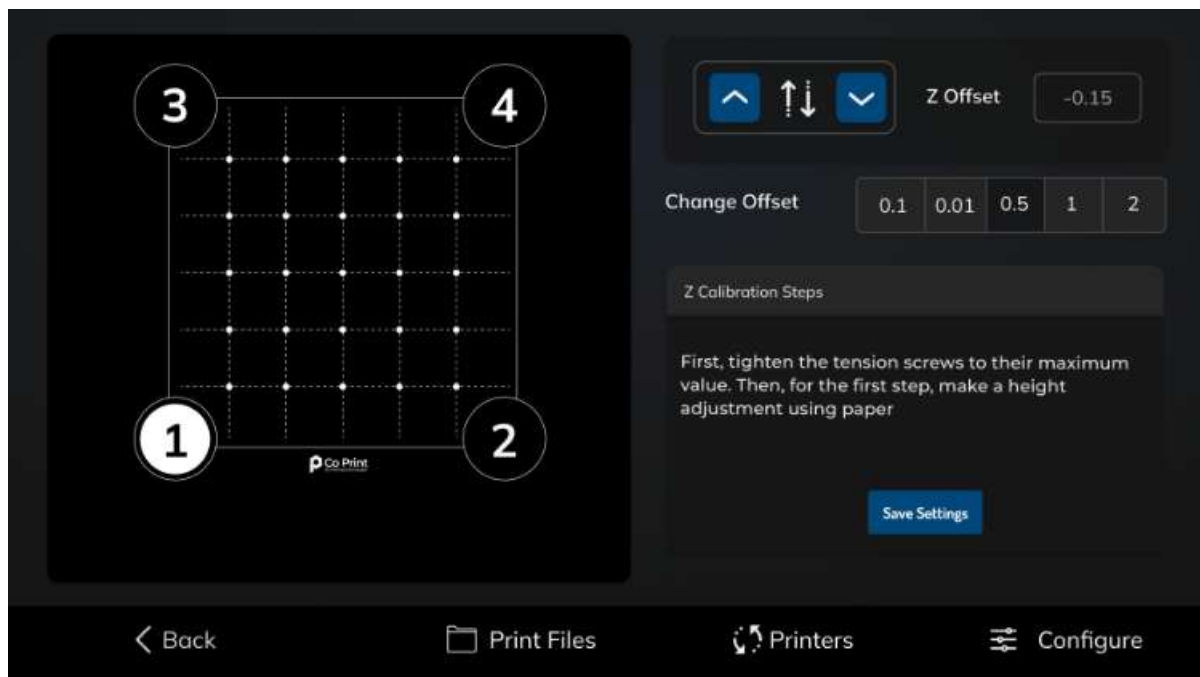 3
4
1
2
Co Print
Z Offset
-0.15
Change Offset
0.1
0.01
0.5
1
2
Z Calibration Steps
First, tighten the tension screws to their maximum
value. Then, for the first step, make a height
adjustment using paper
Save Settings
Back
Print Files
Printers
Configure